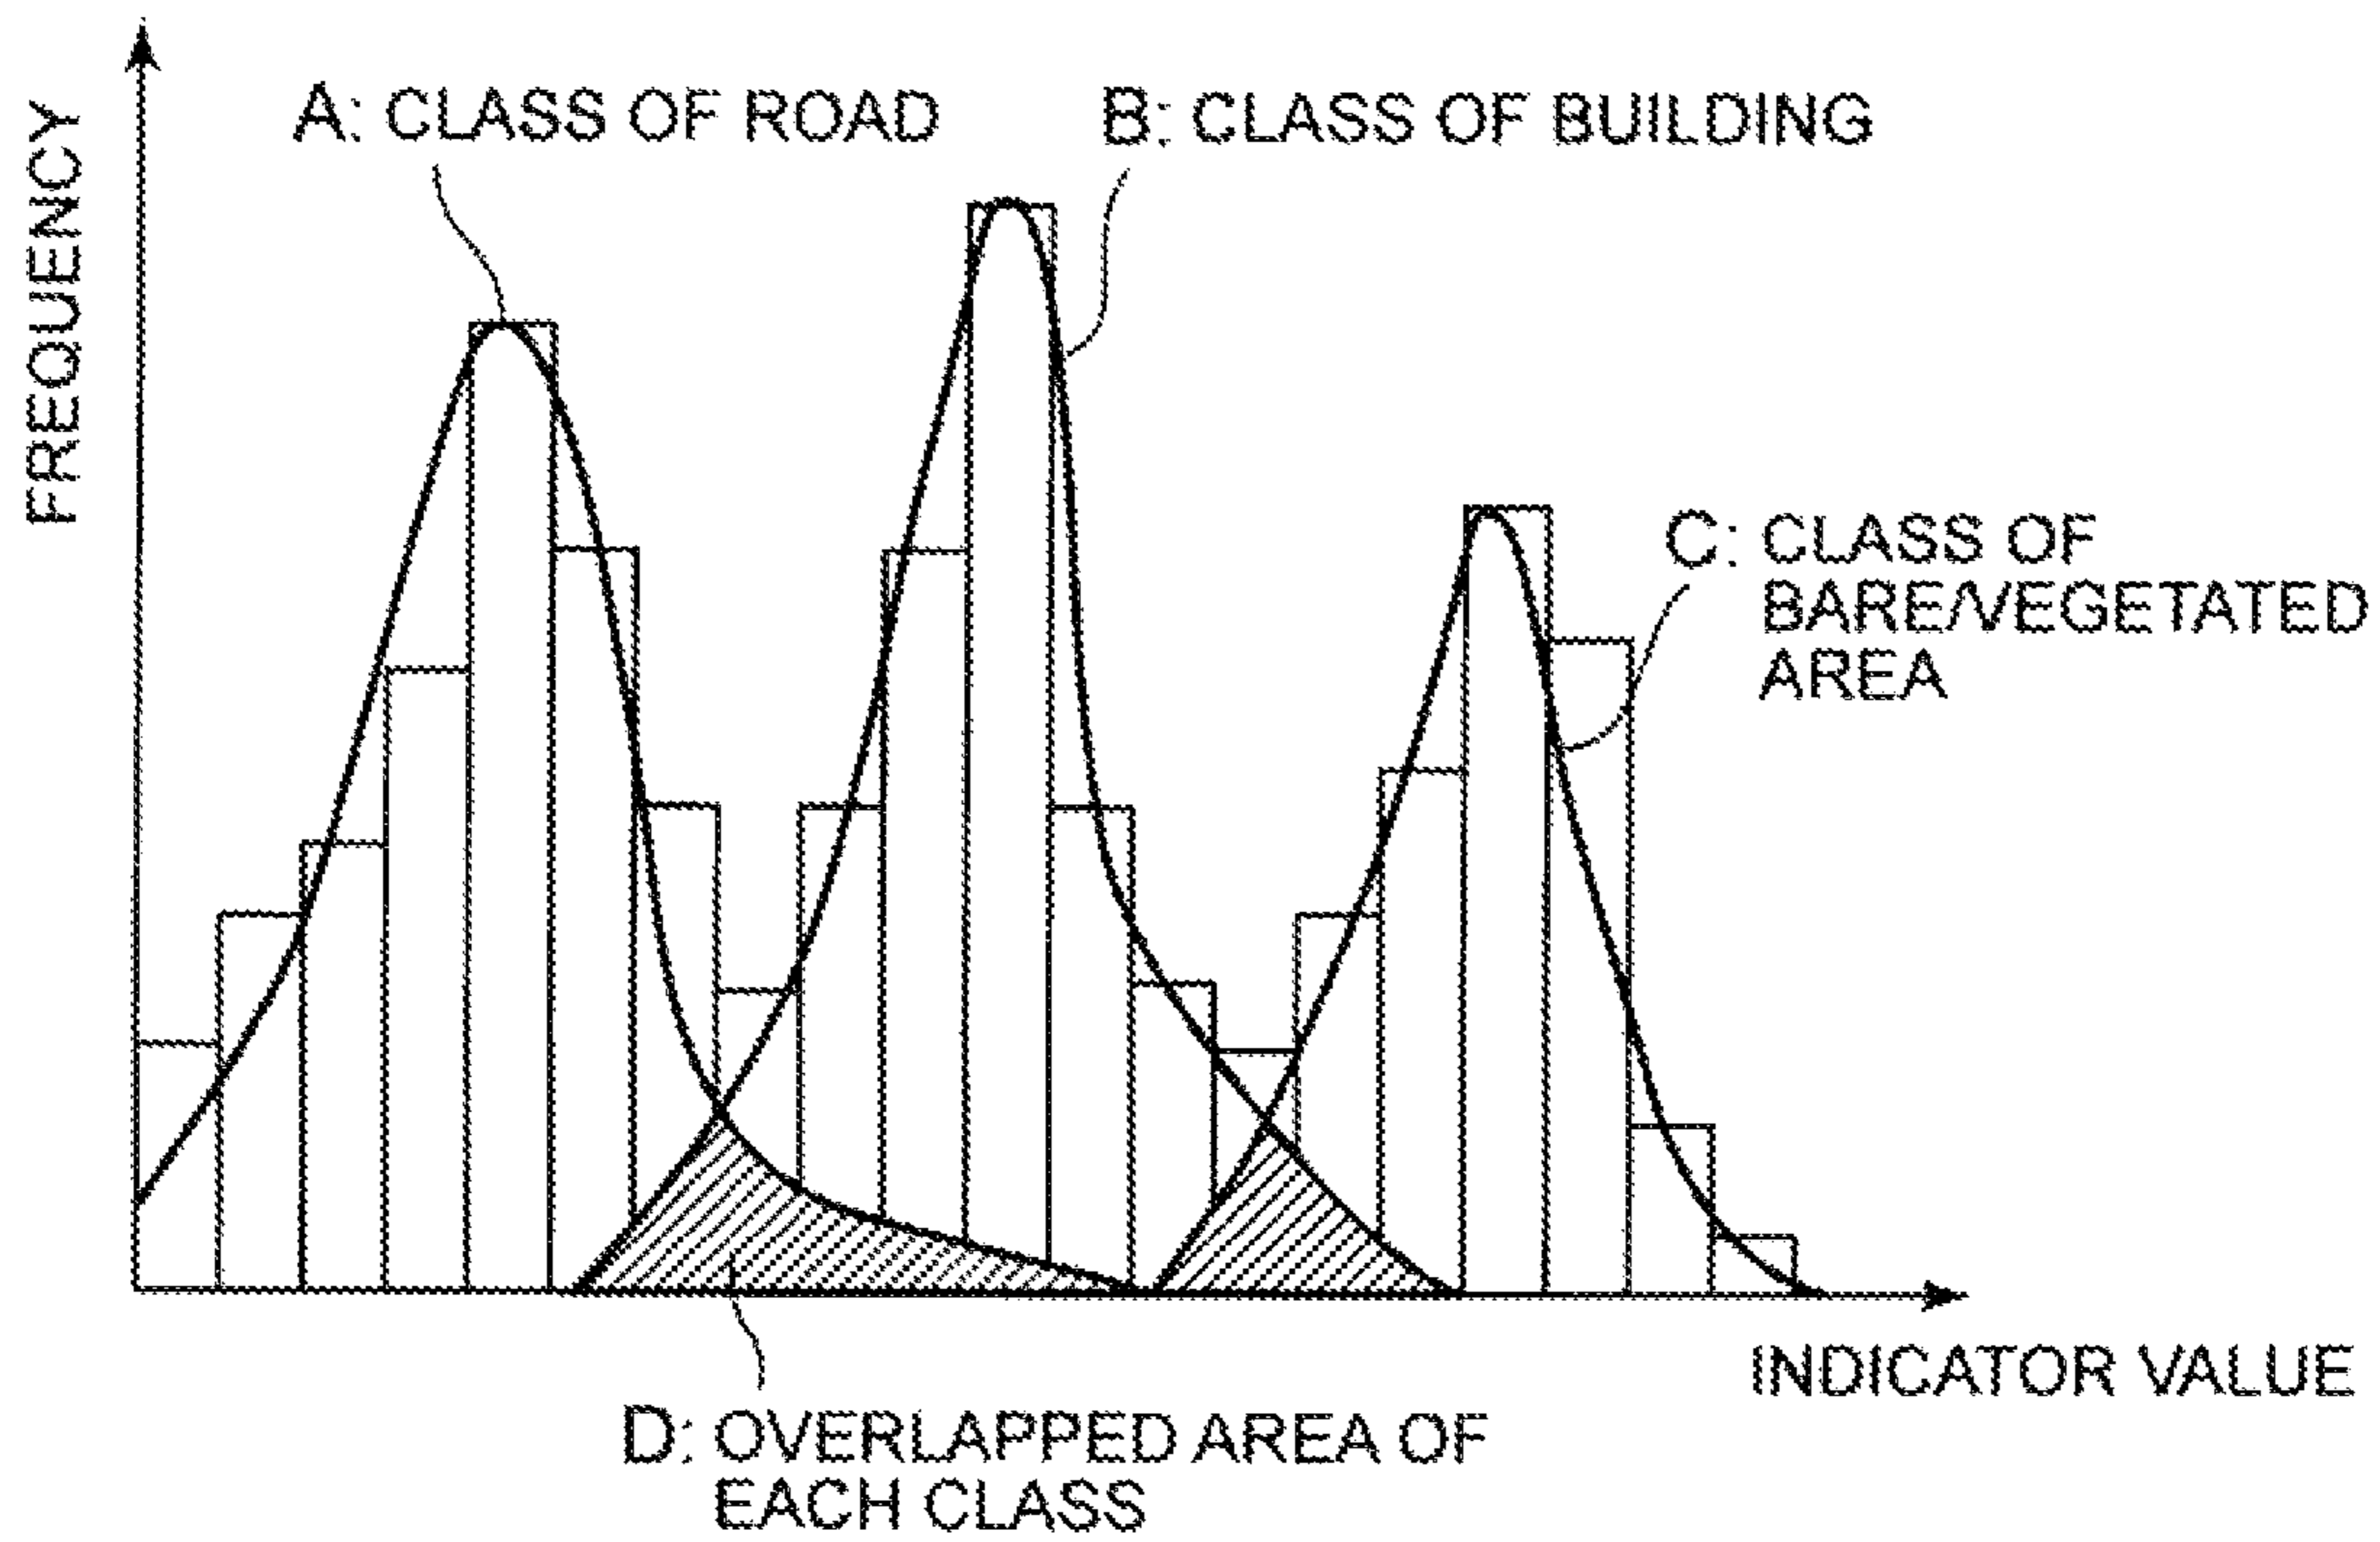 FREQUENCY
A: CLASS OF ROAD
B: CLASS OF BUILDING
C: CLASS OF
BARE/VEGETATED
AREA
INDICATOR VALUE
D: OVERLAPPED AREA OF
EACH CLASS